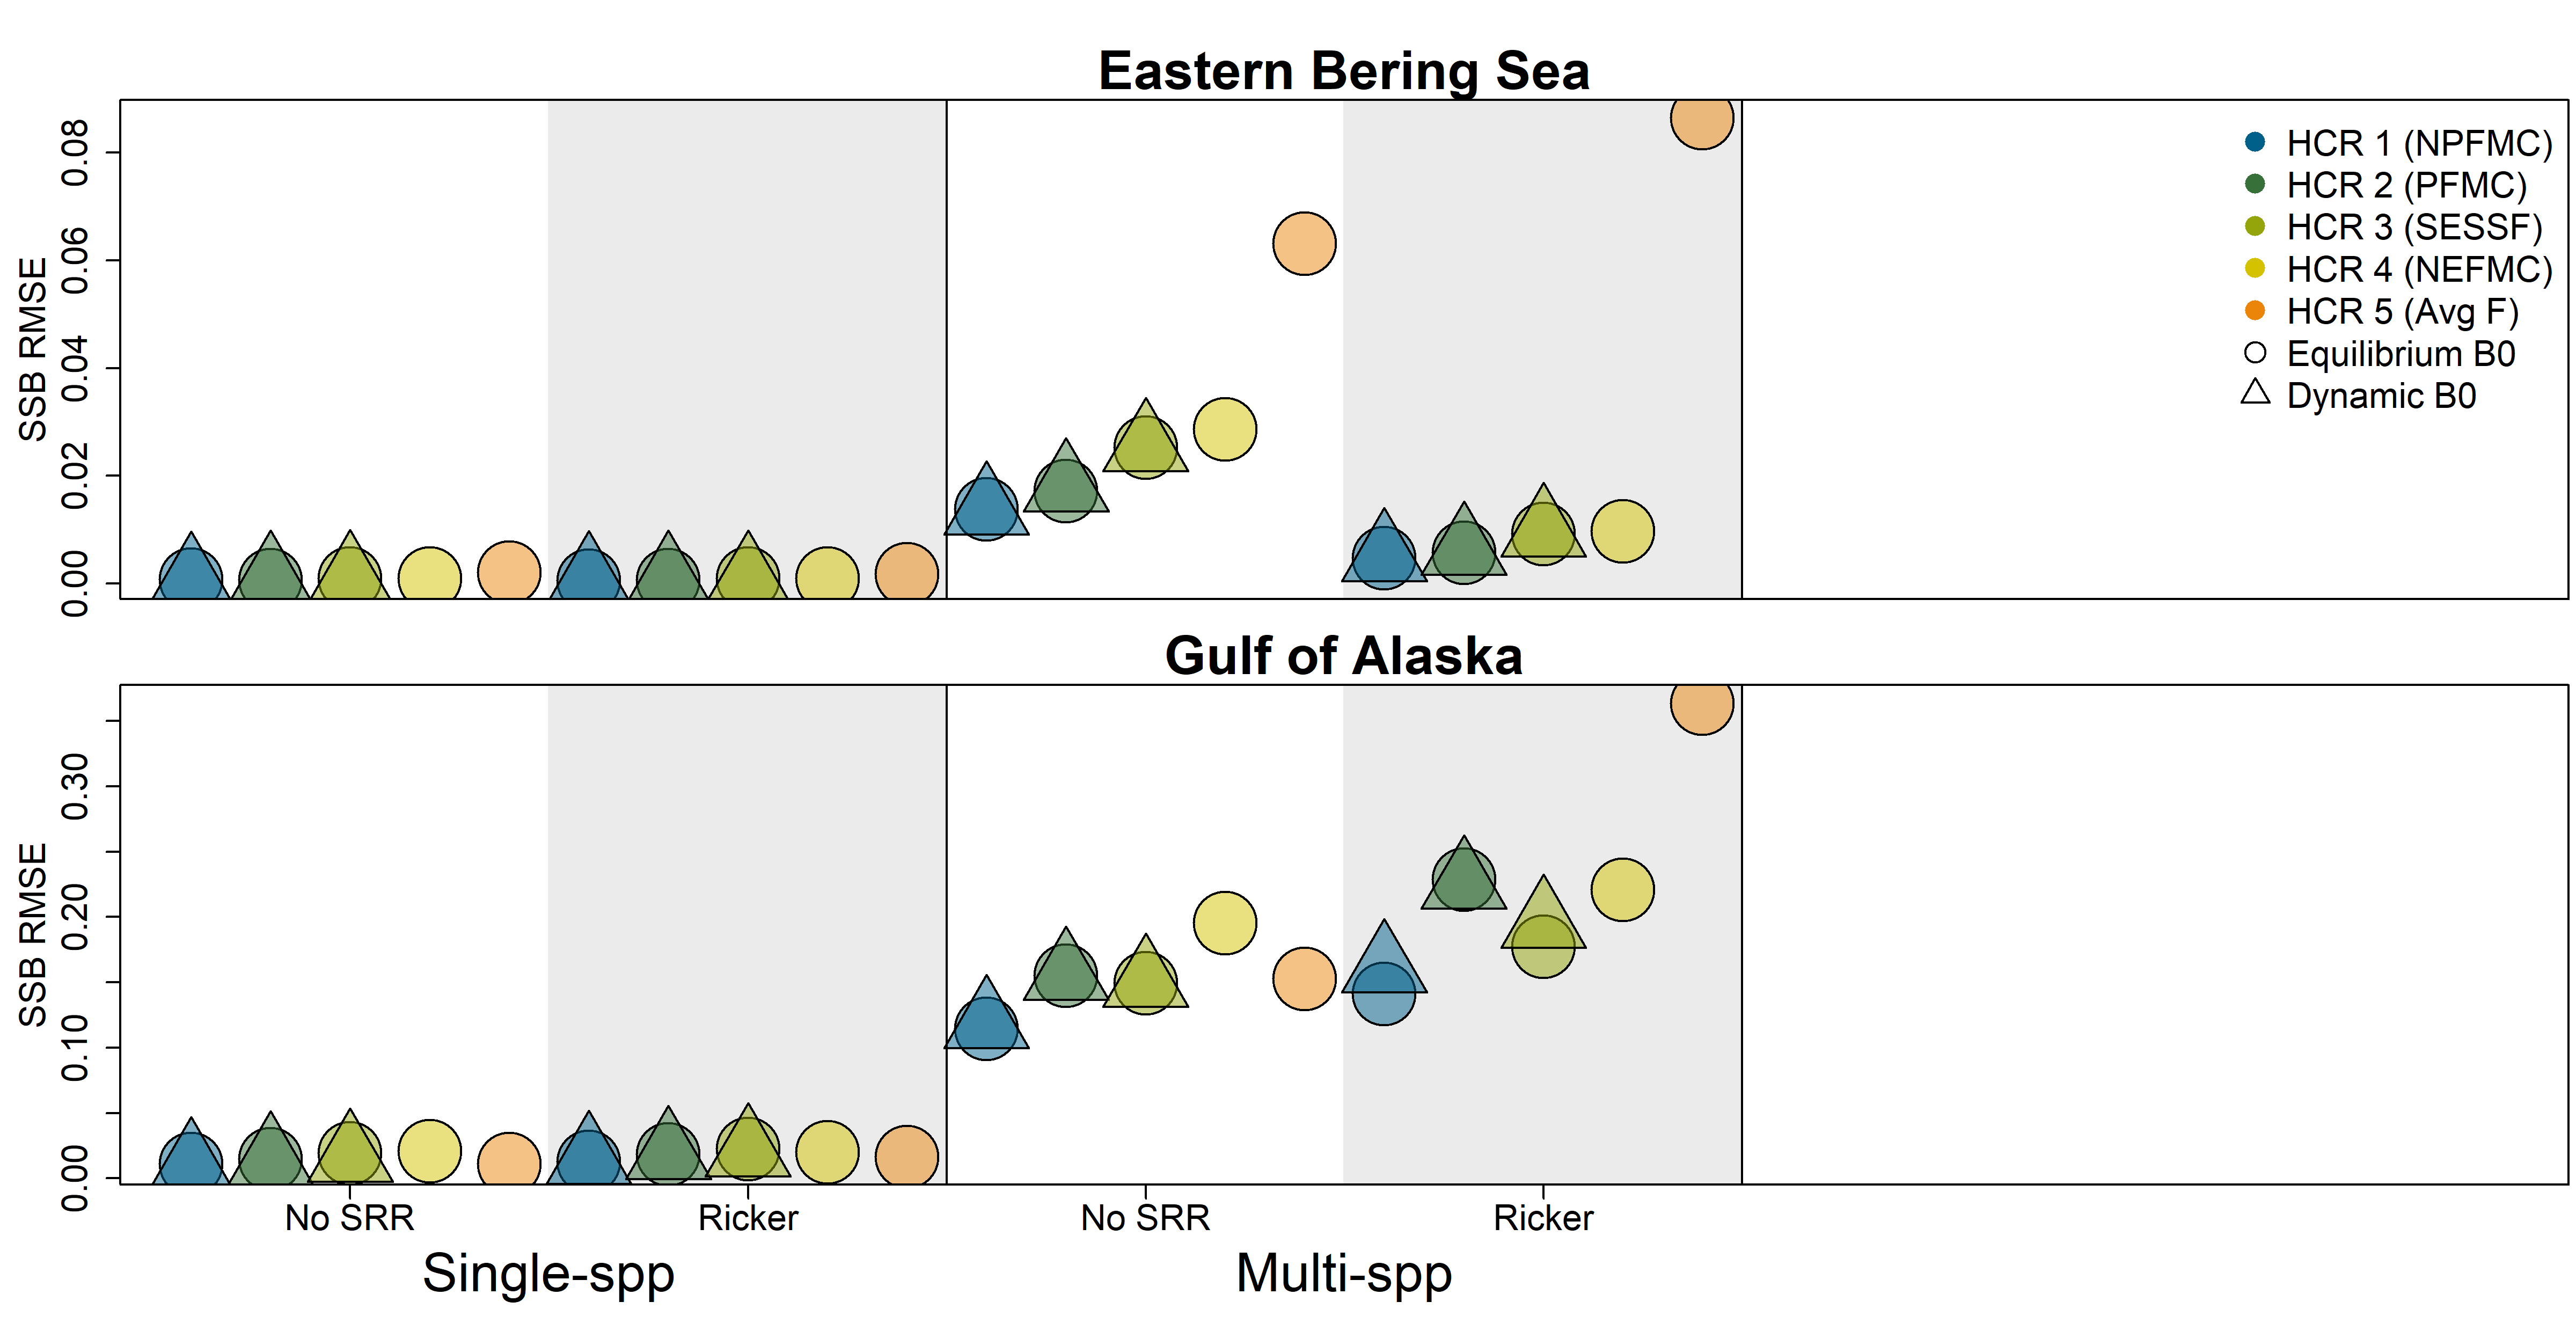 Eastern Bering Sea
SSB RMSE
0.08
0.06
0.04
0.02
0.00
HCR 1 (NPFMC)
HCR 2 (PFMC)
HCR 3 (SESSF)
HCR 4 (NEFMC)
HCR 5 (Avg F)
Equilibrium B0
Dynamic B0
Gulf of Alaska
SSB RMSE
0.30
0.20
0.10
0.00
No SRR Ricker No SRR Ricker
Single-spp Multi-spp